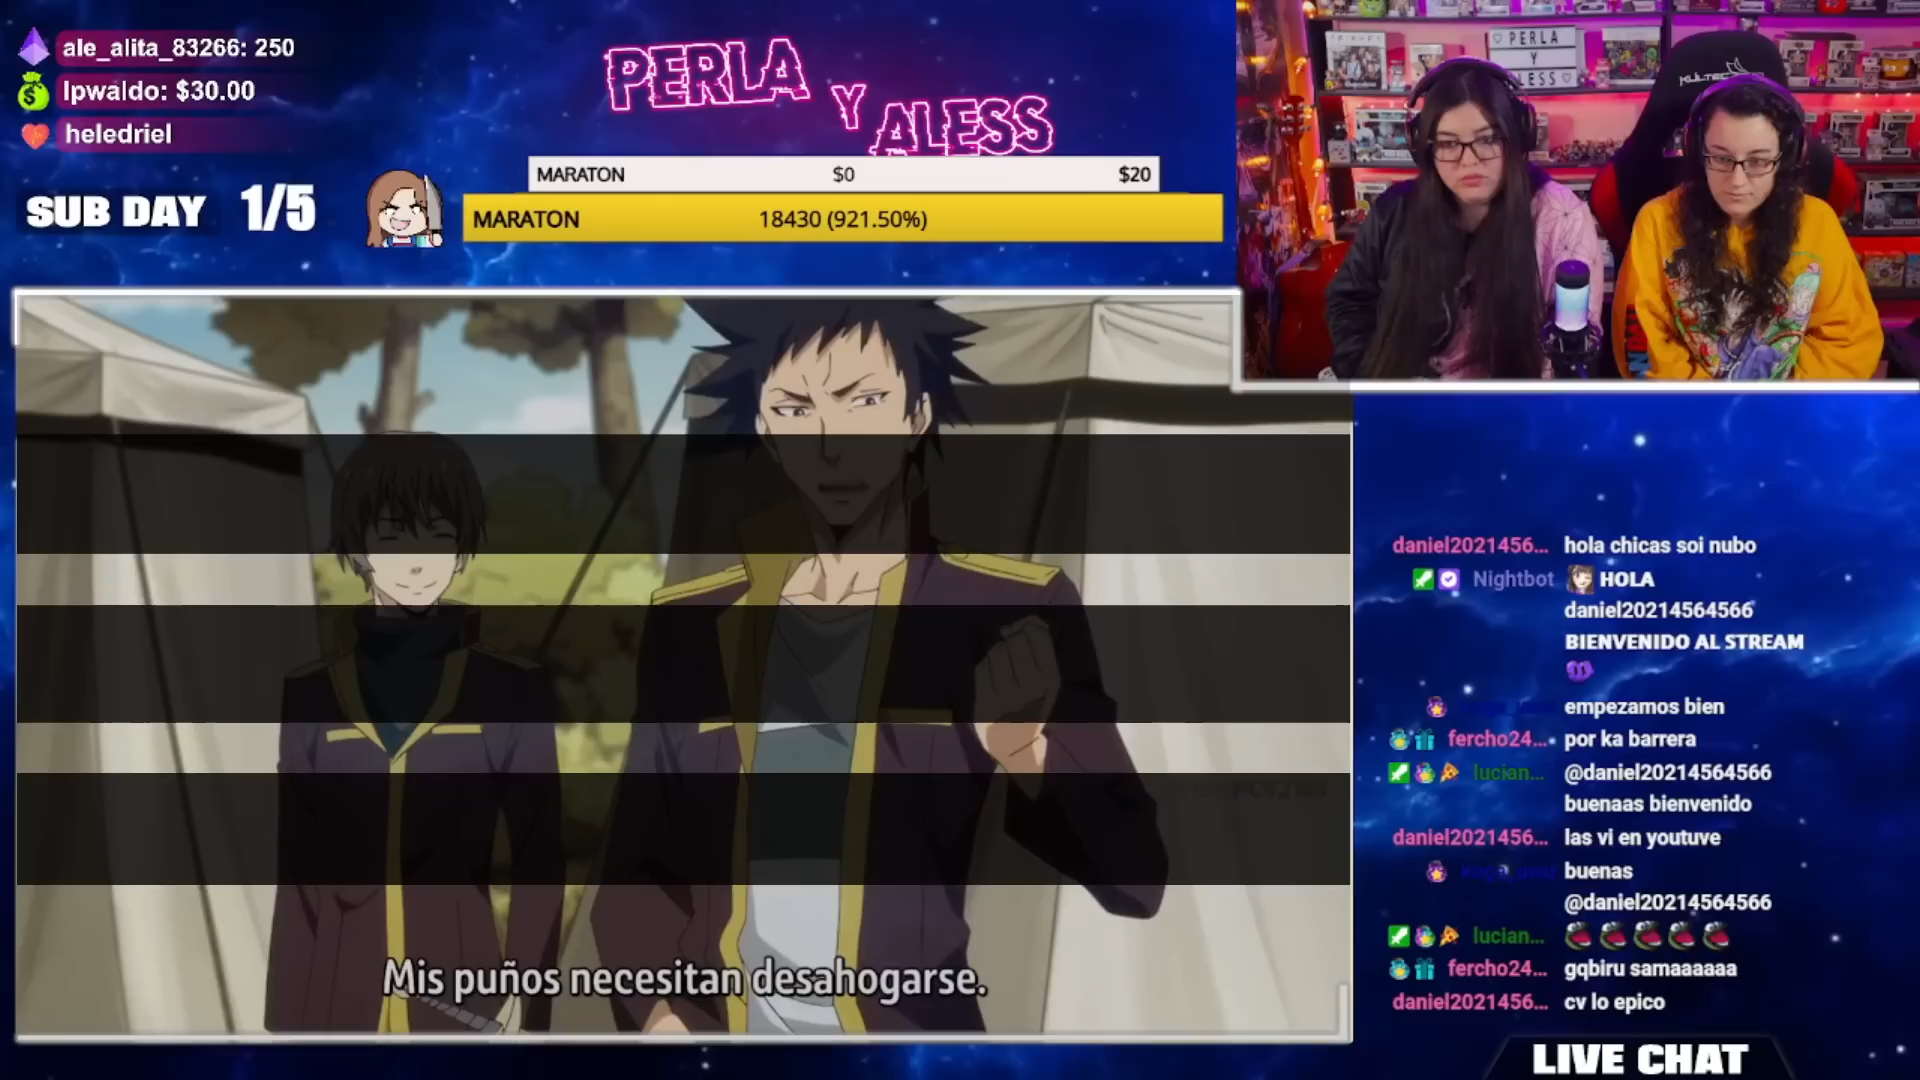 ale_alita_83266: 250
lpwaldo: $30.00
heledriel
SUB DAY 1/5
PERLA
Y
ALESS
MARATON $0 $20
MARATON 18430 (921.50%)
PERLA
Y
LESS
Mis puños necesitan desahogarse.
daniel2021456... hola chicas soi nubo
Nightbot HOLA
daniel20214564566
BIENVENIDO AL STREAM
empezamos bien
fercho24... por ka barrera
lucian... @daniel20214564566
buenaas bienvenido
daniel2021456... las vi en youtuve
buenas
@daniel20214564566
lucian...
fercho24... gqbiru samaaaaaa
daniel2021456... cv lo epico
LIVE CHAT